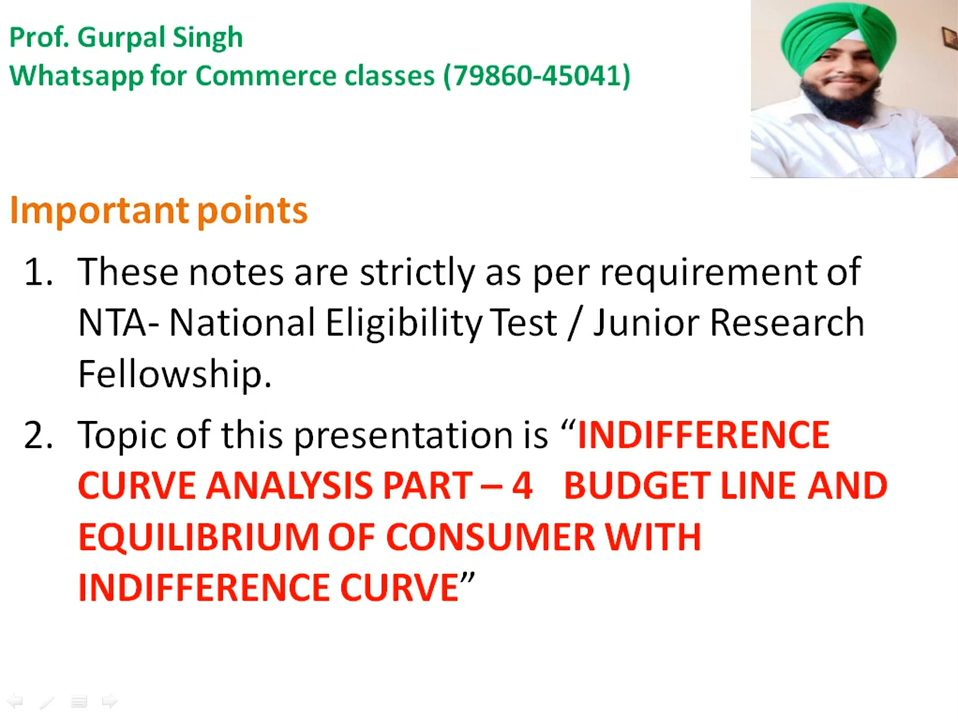 Prof. Gurpal Singh
Whatsapp for Commerce classes (79860-45041)
Important points
1. These notes are strictly as per requirement of
NTA- National Eligibility Test / Junior Research
Fellowship.
2. Topic of this presentation is “INDIFFERENCE
CURVE ANALYSIS PART – 4 BUDGET LINE AND
EQUILIBRIUM OF CONSUMER WITH
INDIFFERENCE CURVE”